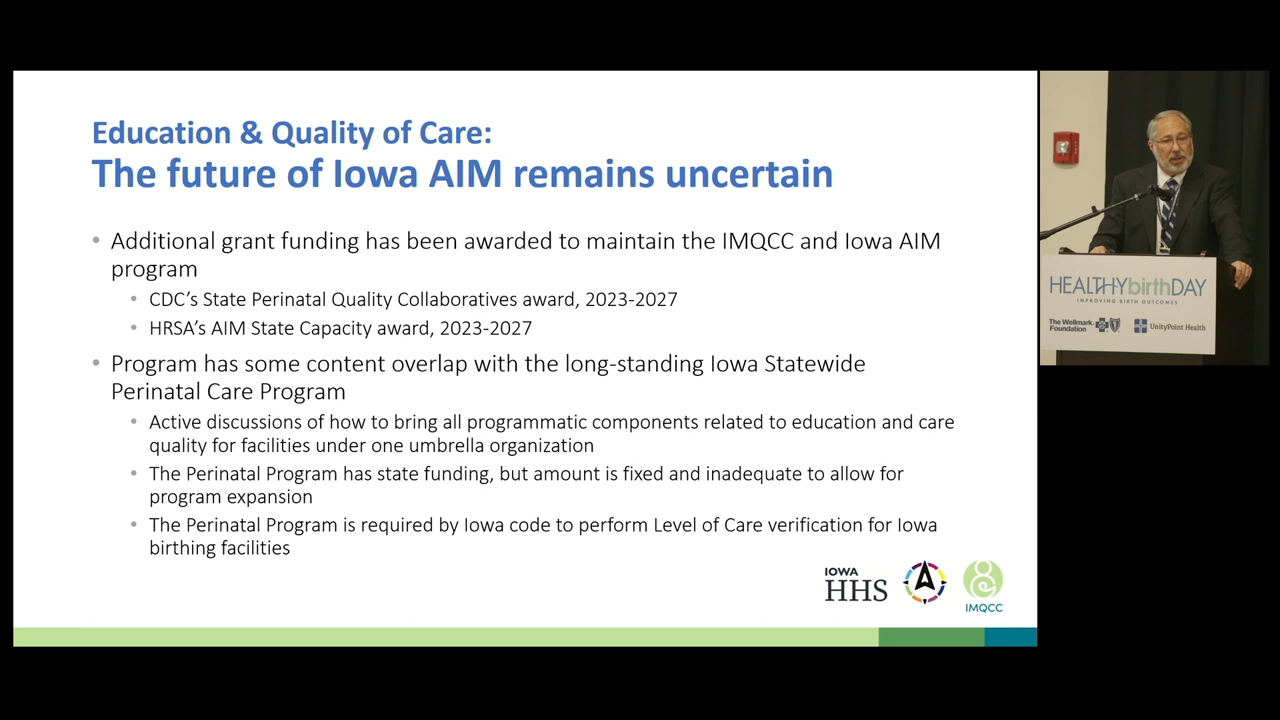 Education & Quality of Care:
The future of Iowa AIM remains uncertain
• Additional grant funding has been awarded to maintain the IMQCC and Iowa AIM
program
• CDC's State Perinatal Quality Collaboratives award, 2023-2027
• HRSA's AIM State Capacity award, 2023-2027
• Program has some content overlap with the long-standing Iowa Statewide
Perinatal Care Program
• Active discussions of how to bring all programmatic components related to education and care
quality for facilities under one umbrella organization
• The Perinatal Program has state funding, but amount is fixed and inadequate to allow for
program expansion
• The Perinatal Program is required by Iowa code to perform Level of Care verification for Iowa
birthing facilities
IOWA
HHS
IMQCC
HEALTHYbirthDAY
IMPROVING BIRTH OUTCOMES
The Wellmark
Foundation
UnityPoint Health